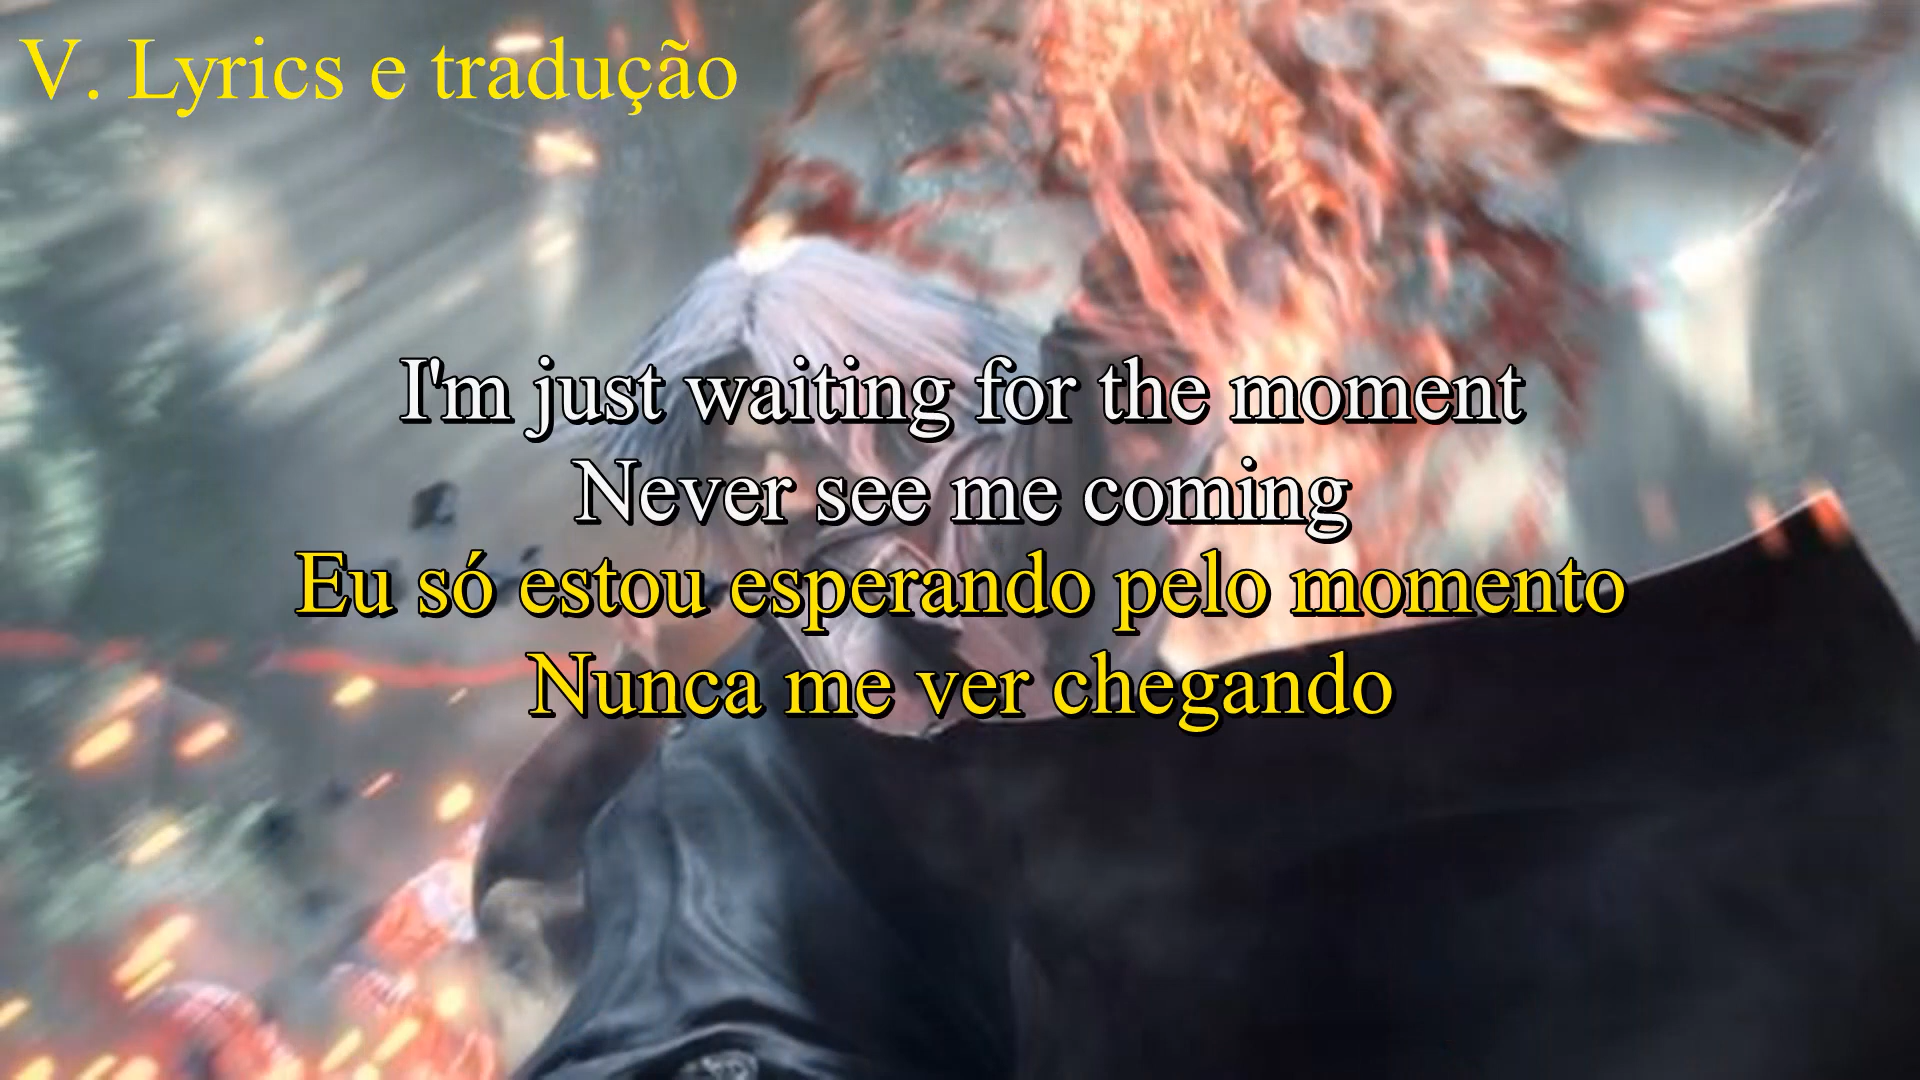 V. Lyrics e tradução
I'm just waiting for the moment
Never see me coming
Eu só estou esperando pelo momento
Nunca me ver chegando